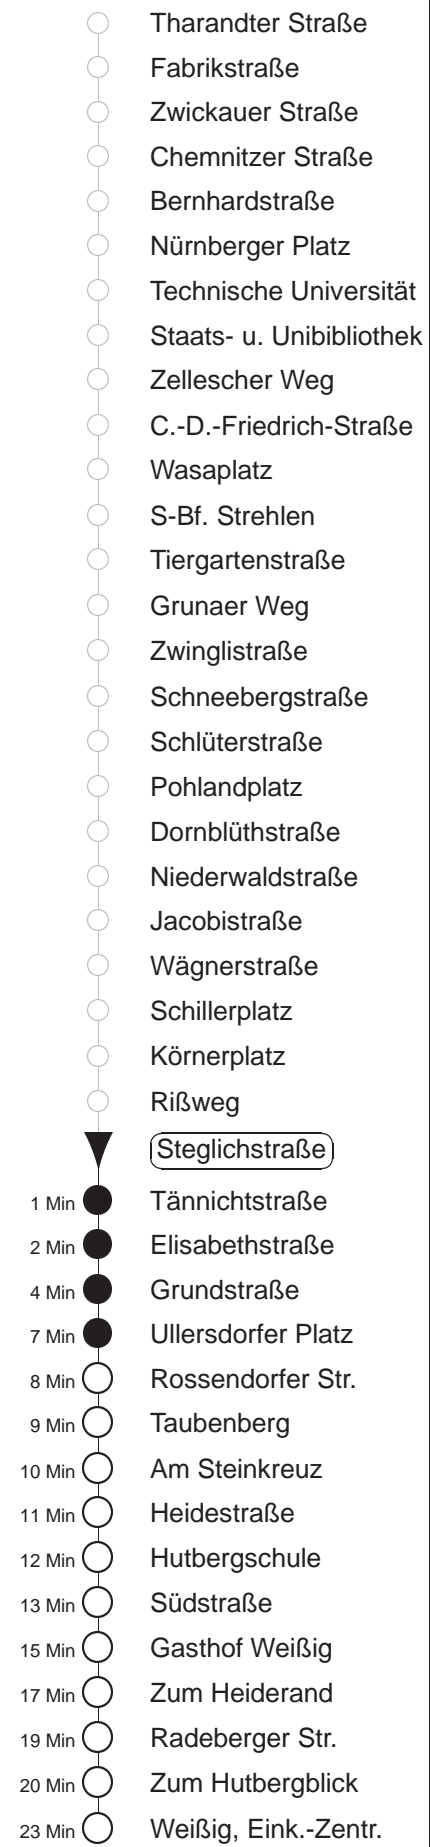 Tharandter Straße
Fabrikstraße
Zwickauer Straße
Chemnitzer Straße
Bernhardstraße
Nürnberger Platz
Technische Universität
Staats- u. Unibibliothek
Zellescher Weg
C.-D.-Friedrich-Straße
Wasaplatz
S-Bf. Strehlen
Tiergartenstraße
Grunaer Weg
Zwinglistraße
Schneebergstraße
Schlüterstraße
Pohlandplatz
Dornblüthstraße
Niederwaldstraße
Jacobistraße
Wägnerstraße
Schillerplatz
Körnerplatz
Rißweg
Steglichstraße
1 Min Tännichtstraße
2 Min Elisabethstraße
4 Min Grundstraße
7 Min Ullersdorfer Platz
8 Min Rossendorfer Str.
9 Min Taubenberg
10 Min Am Steinkreuz
11 Min Heidestraße
12 Min Hutbergschule
13 Min Südstraße
15 Min Gasthof Weißig
17 Min Zum Heiderand
19 Min Radeberger Str.
20 Min Zum Hutbergblick
23 Min Weißig, Eink.-Zentr.